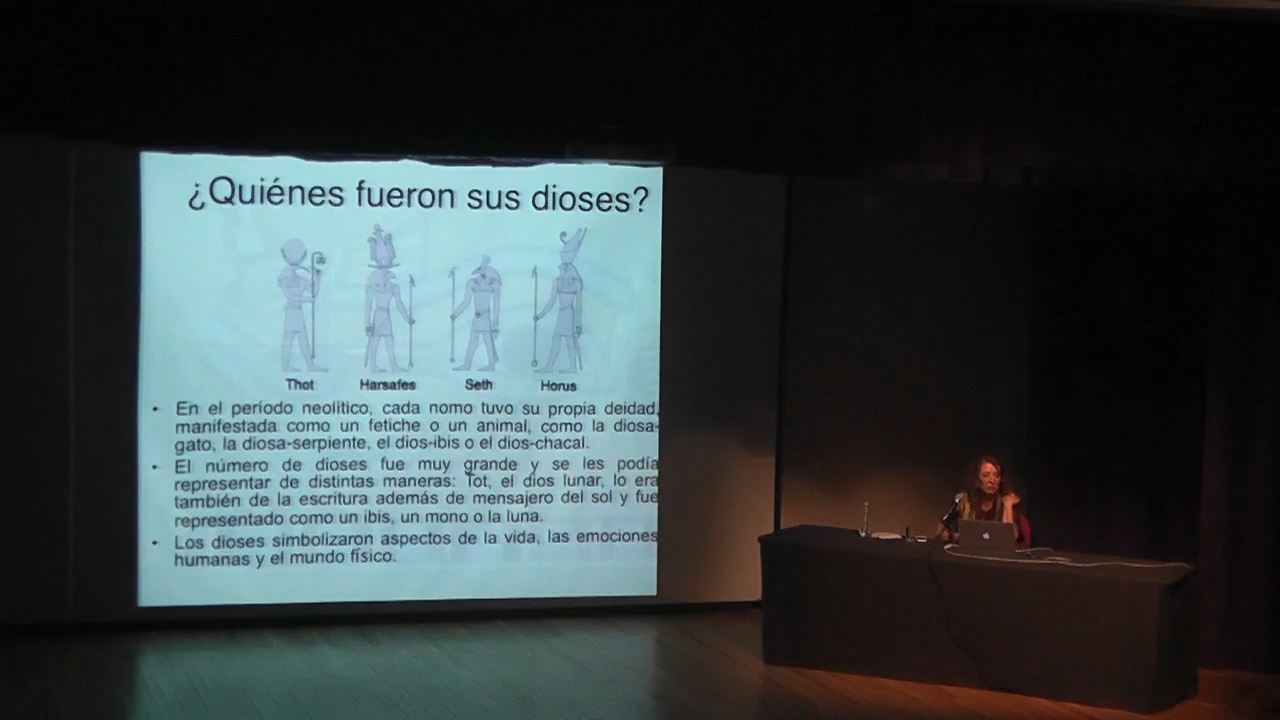 ¿Quiénes fueron sus dioses?
Thot Harsafes Seth Horus
• En el período neolítico, cada nomo tuvo su propia deidad,
manifestada como un fetiche o un animal, como la diosa-
gato, la diosa-serpiente, el dios-ibis o el dios-chacal.
• El número de dioses fue muy grande y se les podía
representar de distintas maneras: Tot, el dios lunar, lo era
también de la escritura además de mensajero del sol y fue
representado como un ibis, un mono o la luna.
• Los dioses simbolizaron aspectos de la vida, las emociones
humanas y el mundo físico.